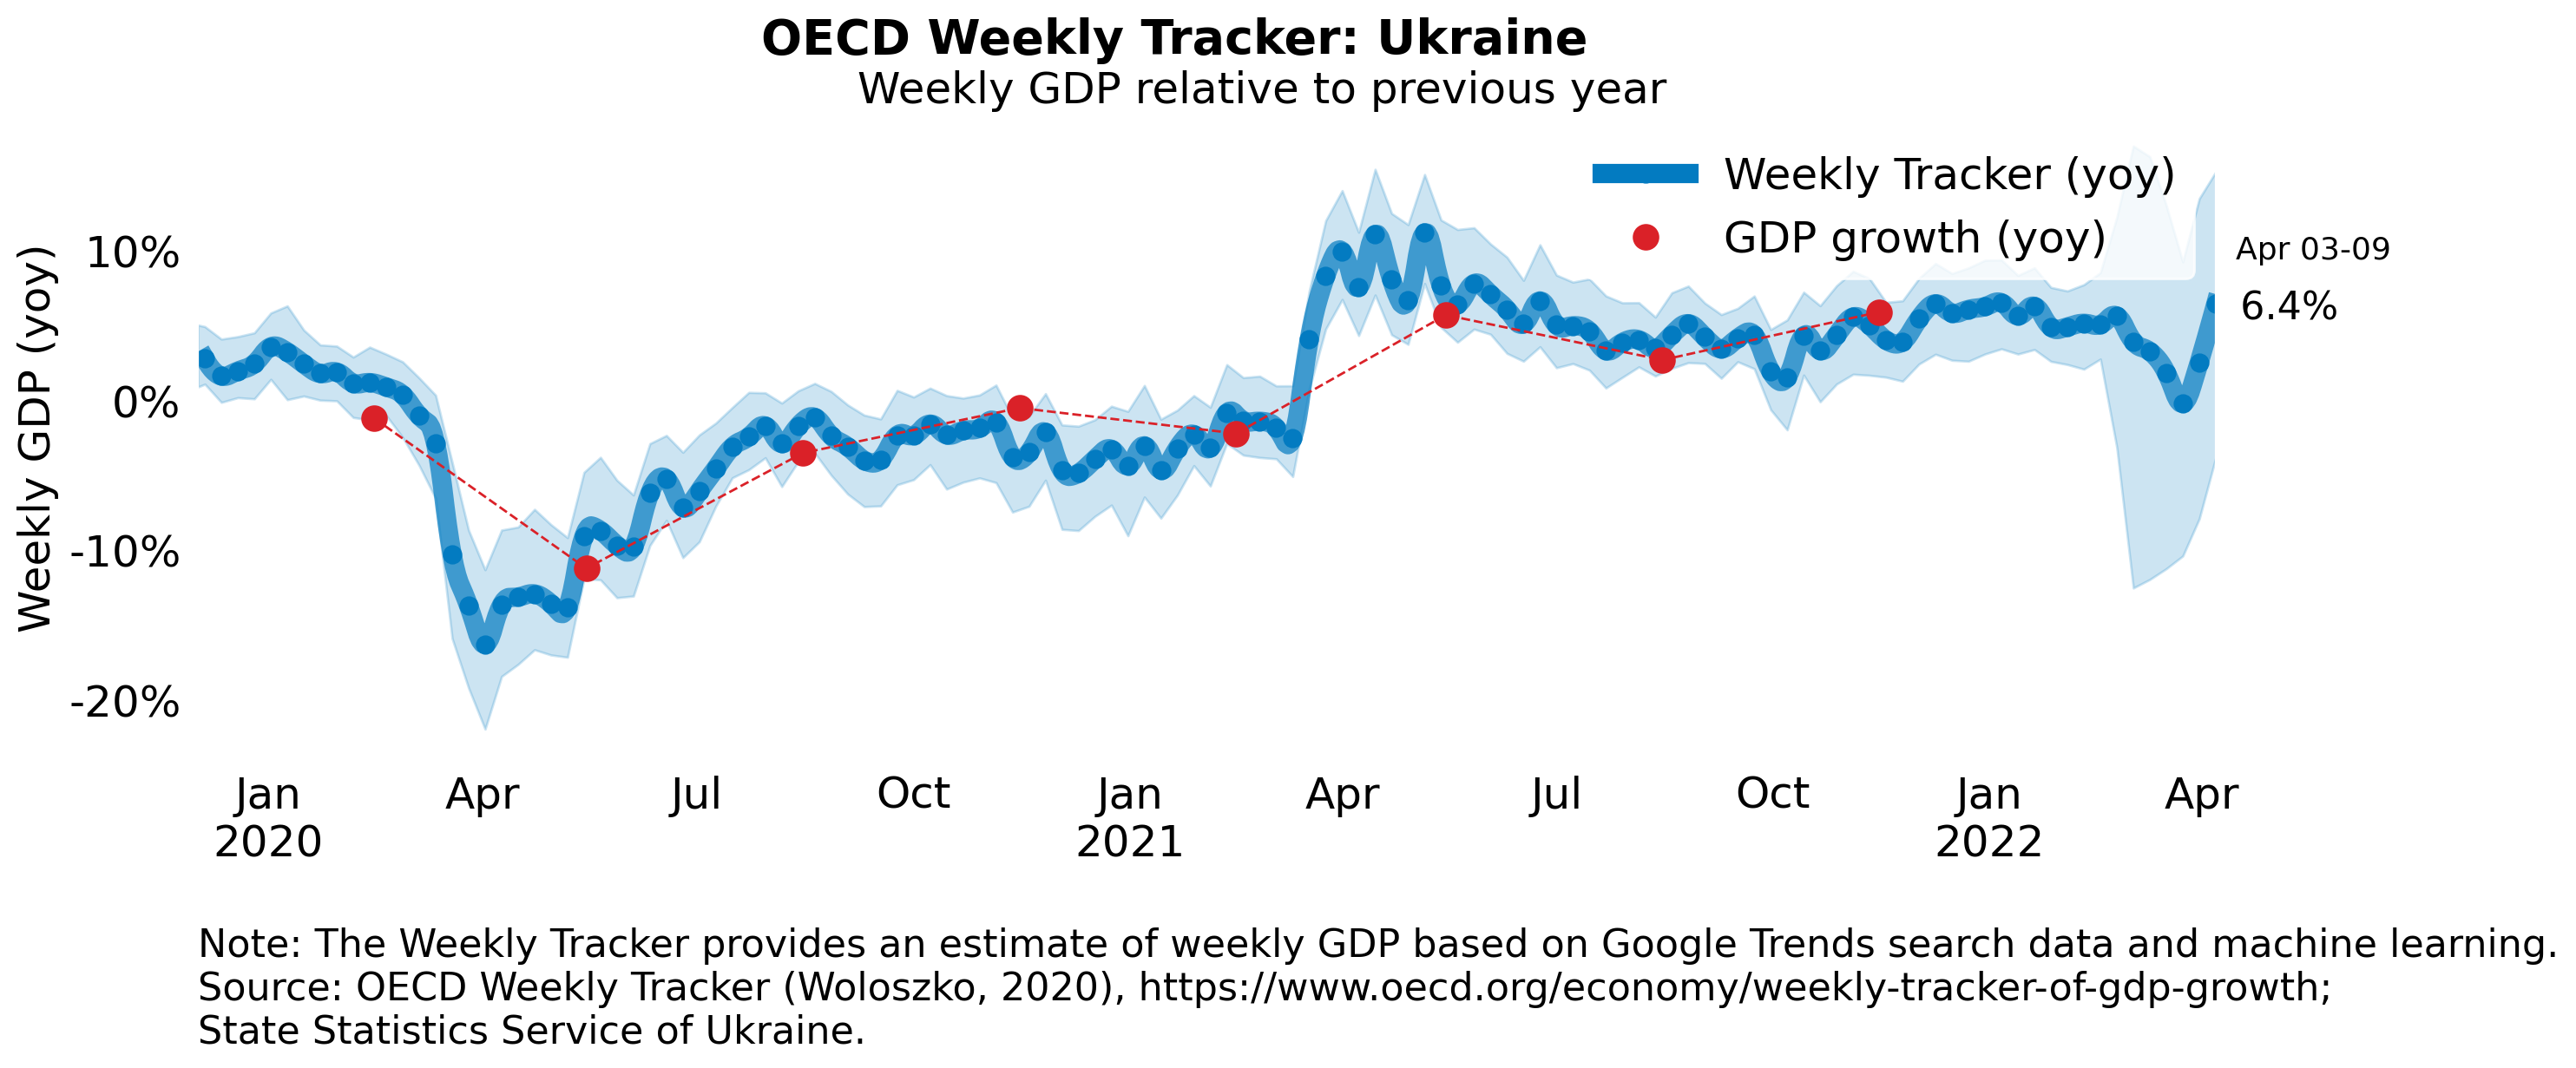 OECD Weekly Tracker: Ukraine
Weekly GDP relative to previous year
Weekly Tracker (yoy)
GDP growth (yoy)
Apr 03-09
6.4%
Weekly GDP (yoy)
10%
0%
-10%
-20%
Jan Apr Jul Oct Jan Apr Jul Oct Jan Apr
2020 2021 2022
Note: The Weekly Tracker provides an estimate of weekly GDP based on Google Trends search data and machine learning.
Source: OECD Weekly Tracker (Woloszko, 2020), https://www.oecd.org/economy/weekly-tracker-of-gdp-growth;
State Statistics Service of Ukraine.